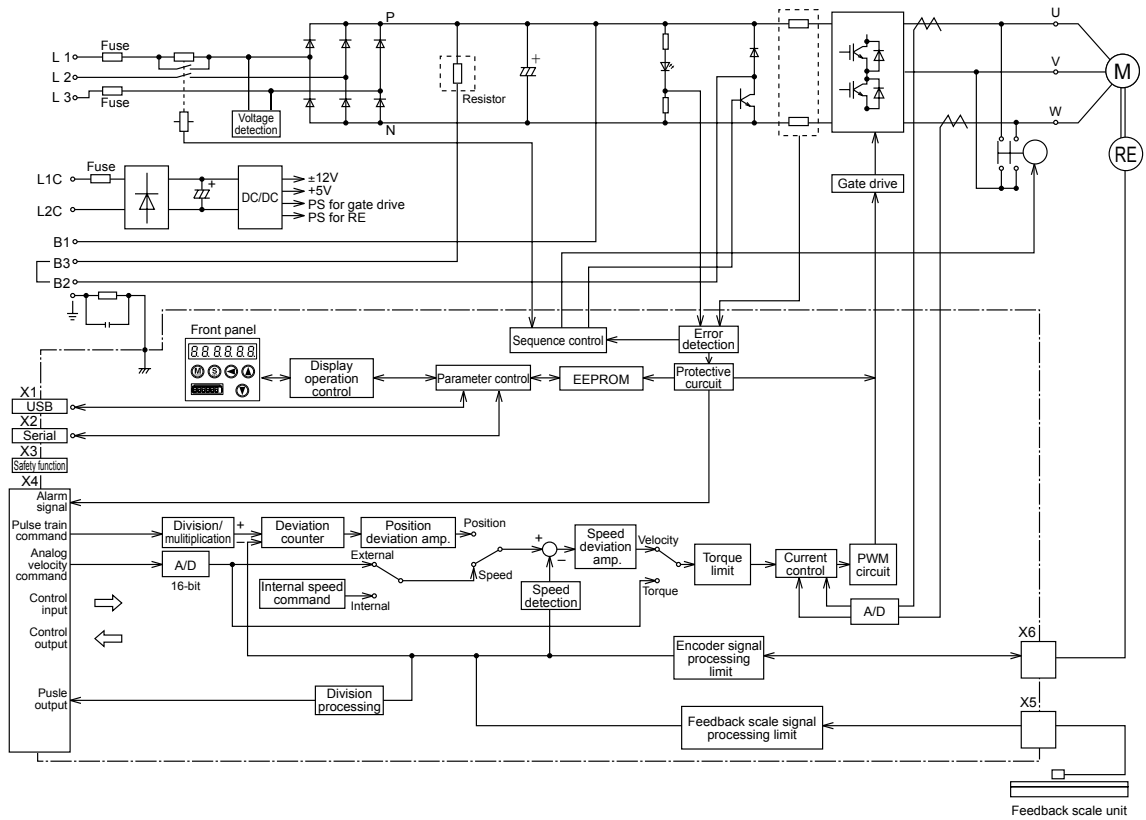 P
U
Fuse
L 1
L 2
V
M
L 3
Resistor
Fuse
Voltage
detection
N
W
RE
Fuse
L1C
±12V
+5V
PS for gate drive
PS for RE
DC/DC
L2C
Gate drive
B1
B3
B2
Front panel
8.8.8.8.8.8.
M S
Sequence control
Error
detection
Display
operation
control
Parameter control
EEPROM
Protective
curcuit
X1
USB
X2
Serial
X3
Safety function
X4
Alarm
signal
Pulse train
command
Division/
mulitiplication
+
−
Deviation
counter
Position
deviation amp.
Position
Analog
velocity
command
A/D
16-bit
External
Speed
+
−
Speed
deviation
amp.
Velocity
Torque
Torque
limit
Current
control
PWM
circuit
Internal speed
command
Internal
Speed
detection
A/D
Control
input
Control
output
X6
Encoder signal
processing
limit
Pusle
output
Division
processing
X5
Feedback scale signal
processing limit
Feedback scale unit